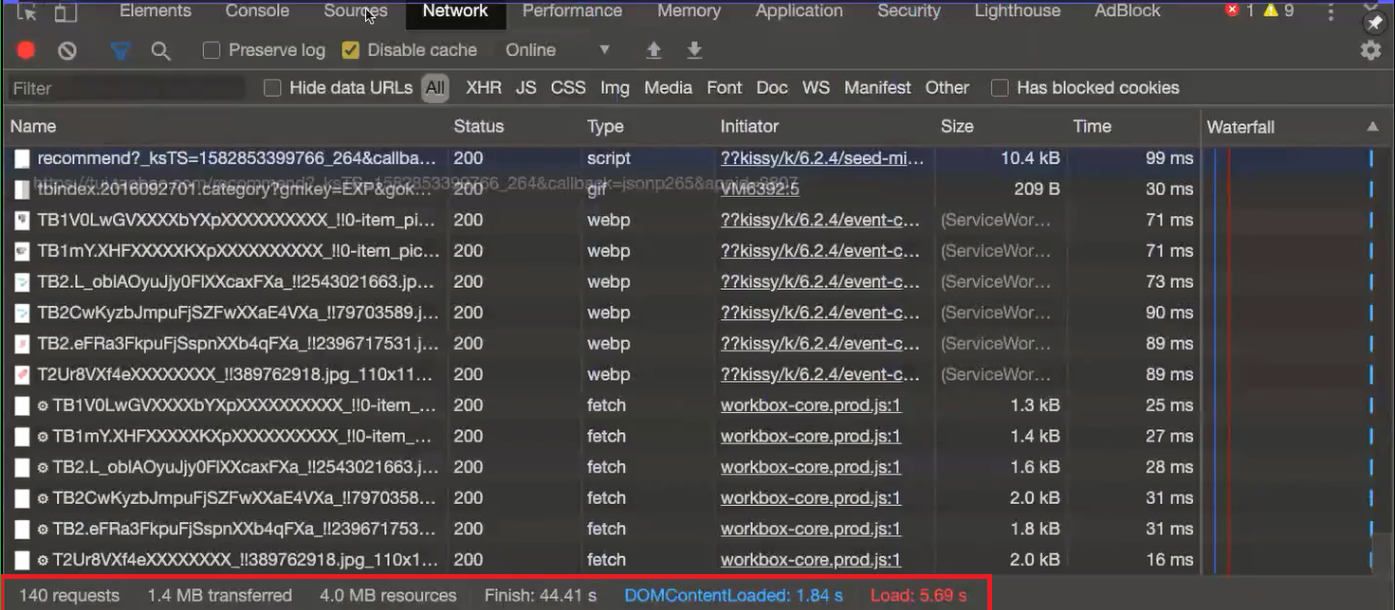 Elements Console Sources Network Performance Memory Application Security Lighthouse AdBlock 1 9
Preserve log Disable cache Online
Filter Hide data URLs All XHR JS CSS Img Media Font Doc WS Manifest Other Has blocked cookies
Name Status Type Initiator Size Time Waterfall
recommend?_ksTS=1582853399766_264&callba... 200 script ??kissy/k/6.2.4/seed-mi... 10.4 kB 99 ms
tbindex.2016092701.category?gmkey=EXP&gok... 200 gif VM6392:5 209 B 30 ms
TB1V0LwGVXXXXbYXpXXXXXXXXXX_!!0-item_pi... 200 webp ??kissy/k/6.2.4/event-c... (ServiceWor... 71 ms
TB1mY.XHFXXXXXKXpXXXXXXXXXX_!!0-item_pic... 200 webp ??kissy/k/6.2.4/event-c... (ServiceWor... 71 ms
TB2.L_oblAOyuJjy0FlXXcaxFXa_!!2543021663.jp... 200 webp ??kissy/k/6.2.4/event-c... (ServiceWor... 73 ms
TB2CwKyzbJmpuFjSZFwXXaE4VXa_!!79703589.j... 200 webp ??kissy/k/6.2.4/event-c... (ServiceWor... 90 ms
TB2.eFRa3FkpuFjSspnXXb4qFXa_!!2396717531.j... 200 webp ??kissy/k/6.2.4/event-c... (ServiceWor... 89 ms
T2Ur8VXf4eXXXXXXXX_!!389762918.jpg_110x11... 200 webp ??kissy/k/6.2.4/event-c... (ServiceWor... 89 ms
TB1V0LwGVXXXXbYXpXXXXXXXXXX_!!0-item_... 200 fetch workbox-core.prod.js:1 1.3 kB 25 ms
TB1mY.XHFXXXXXKXpXXXXXXXXXX_!!0-item_... 200 fetch workbox-core.prod.js:1 1.4 kB 27 ms
TB2.L_oblAOyuJjy0FlXXcaxFXa_!!2543021663.j... 200 fetch workbox-core.prod.js:1 1.6 kB 28 ms
TB2CwKyzbJmpuFjSZFwXXaE4VXa_!!7970358... 200 fetch workbox-core.prod.js:1 2.0 kB 31 ms
TB2.eFRa3FkpuFjSspnXXb4qFXa_!!239671753... 200 fetch workbox-core.prod.js:1 1.8 kB 31 ms
T2Ur8VXf4eXXXXXXXX_!!389762918.jpg_110x1... 200 fetch workbox-core.prod.js:1 2.0 kB 16 ms
140 requests 1.4 MB transferred 4.0 MB resources Finish: 44.41 s DOMContentLoaded: 1.84 s Load: 5.69 s